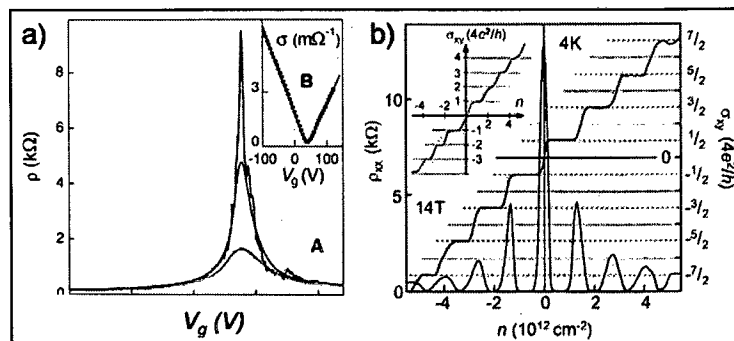 a)
ρ (kΩ)
8
6
4
2
0
σ (mΩ⁻¹)
B
3
0
-100
0
100
V_g (V)
A
V_g (V)
b)
σ_xy (4e²/h)
4
3
2
1
-4
-2
2
4
n
-1
-2
-3
4K
14T
0
ρ_xx (kΩ)
10
5
0
-4
-2
0
2
4
n (10¹² cm⁻²)
7/2
5/2
3/2
1/2
-1/2
-3/2
-5/2
-7/2
σ_xy (4e²/h)